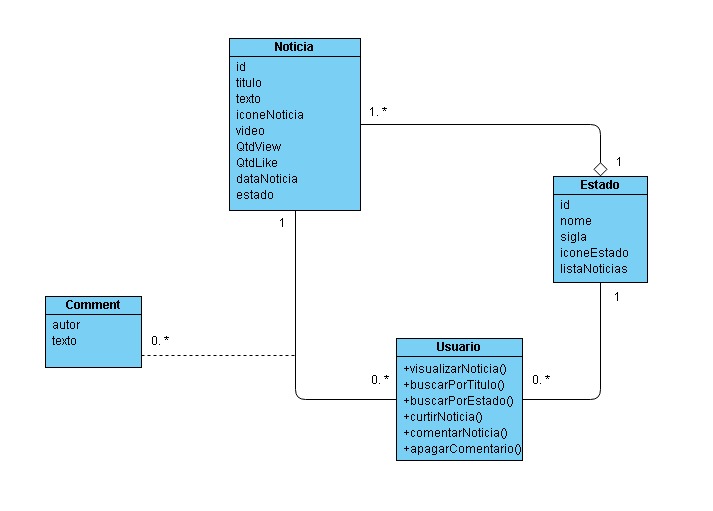 Noticia
id
titulo
texto
iconeNoticia
video
QtdView
QtdLike
dataNoticia
estado
1. *
1
Estado
id
nome
sigla
iconeEstado
listaNoticias
1
1
Comment
autor
texto
0. *
Usuario
+visualizarNoticia()
+buscarPorTitulo()
+buscarPorEstado()
+curtirNoticia()
+comentarNoticia()
+apagarComentario()
0. *
0. *